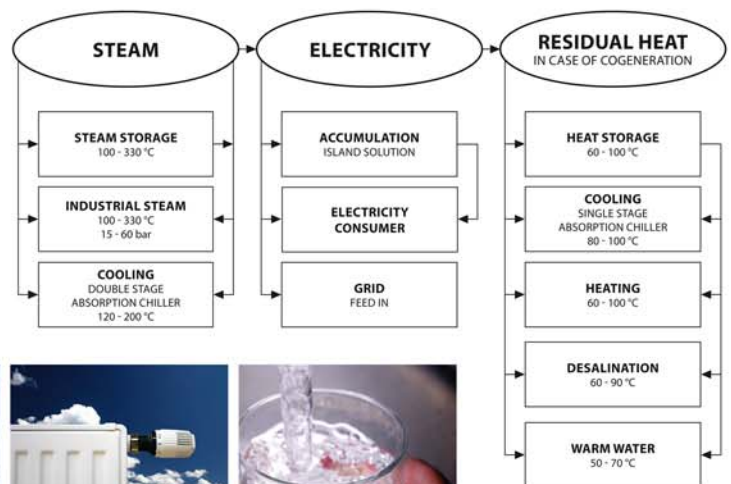 STEAM
STEAM STORAGE
100 - 330 °C
INDUSTRIAL STEAM
100 - 330 °C
15 - 60 bar
COOLING
DOUBLE STAGE
ABSORPTION CHILLER
120 - 200 °C
ELECTRICITY
ACCUMULATION
ISLAND SOLUTION
ELECTRICITY
CONSUMER
GRID
FEED IN
RESIDUAL HEAT
IN CASE OF COGENERATION
HEAT STORAGE
60 - 100 °C
COOLING
SINGLE STAGE
ABSORPTION CHILLER
80 - 100 °C
HEATING
60 - 100 °C
DESALINATION
60 - 90 °C
WARM WATER
50 - 70 °C